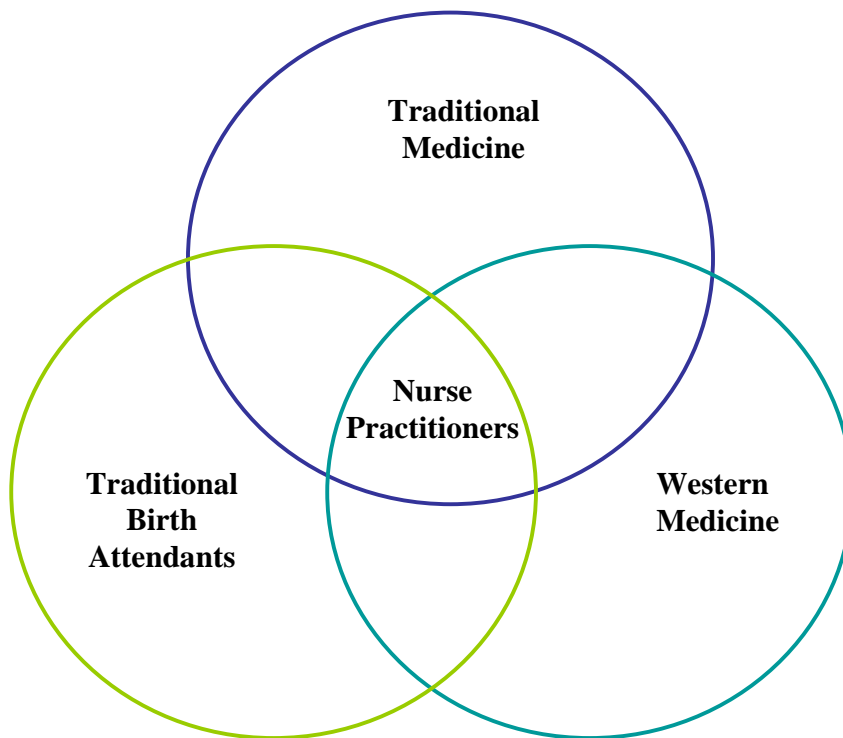 Traditional
Medicine
Nurse
Practitioners
Traditional
Birth
Attendants
Western
Medicine